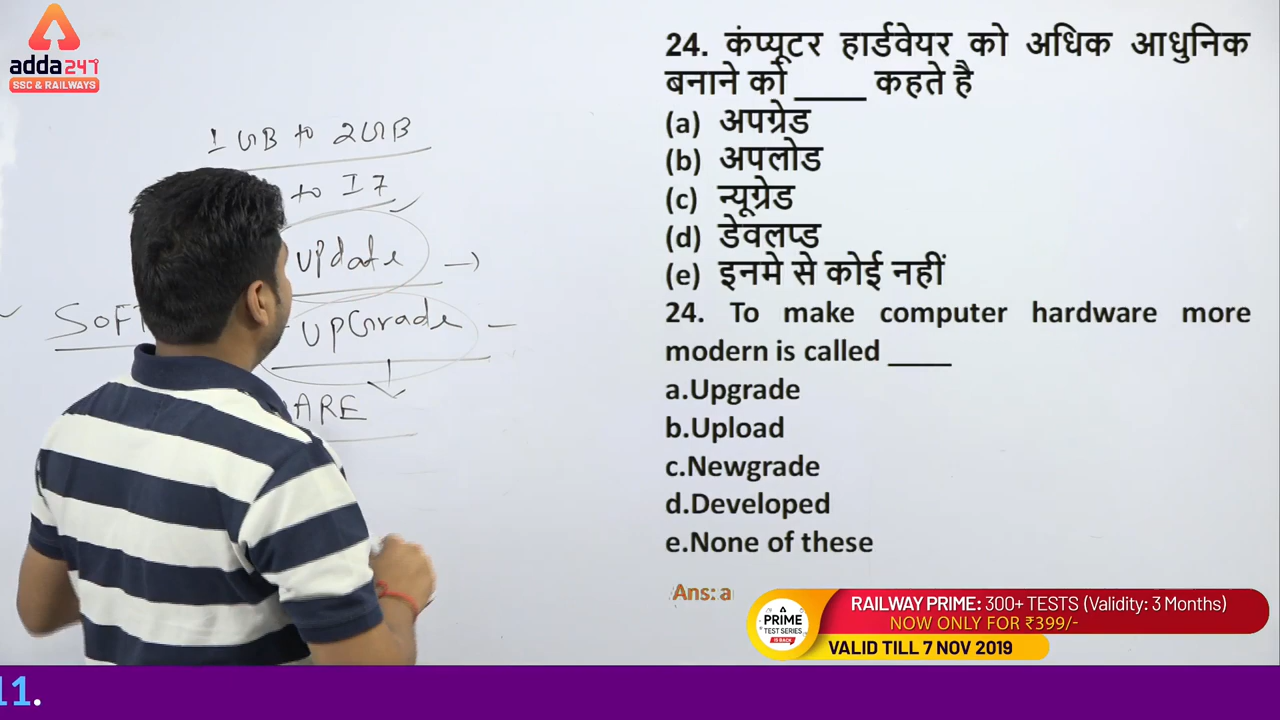 adda247
SSC & RAILWAYS
1 GB to 2GB
to I7
update
SOFT
upGrade
ARE
24. कंप्यूटर हार्डवेयर को अधिक आधुनिक
बनाने को ____ कहते है
(a) अपग्रेड
(b) अपलोड
(c) न्यूग्रेड
(d) डेवलप्ड
(e) इनमे से कोई नहीं
24. To make computer hardware more
modern is called ____
a.Upgrade
b.Upload
c.Newgrade
d.Developed
e.None of these
Ans: a
PRIME
TEST SERIES
IS BACK
RAILWAY PRIME: 300+ TESTS (Validity: 3 Months)
NOW ONLY FOR ₹399/-
VALID TILL 7 NOV 2019
11.